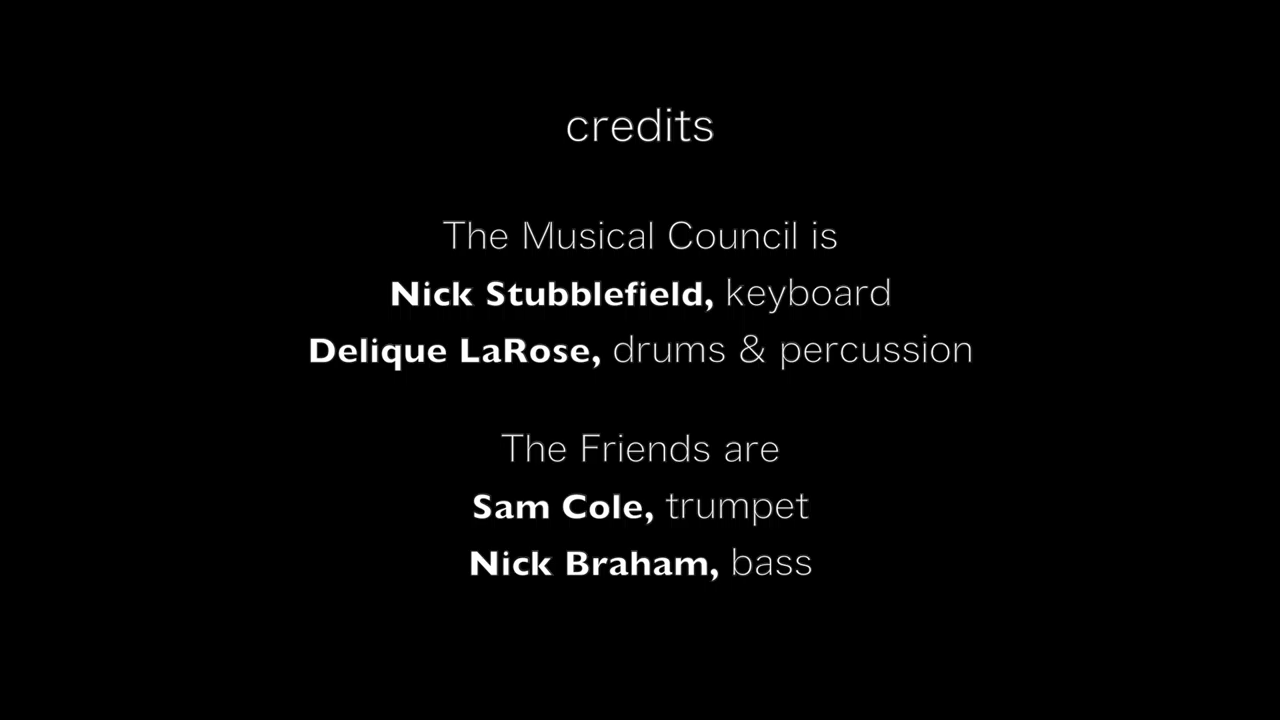 credits
The Musical Council is
Nick Stubblefield, keyboard
Delique LaRose, drums & percussion
The Friends are
Sam Cole, trumpet
Nick Braham, bass